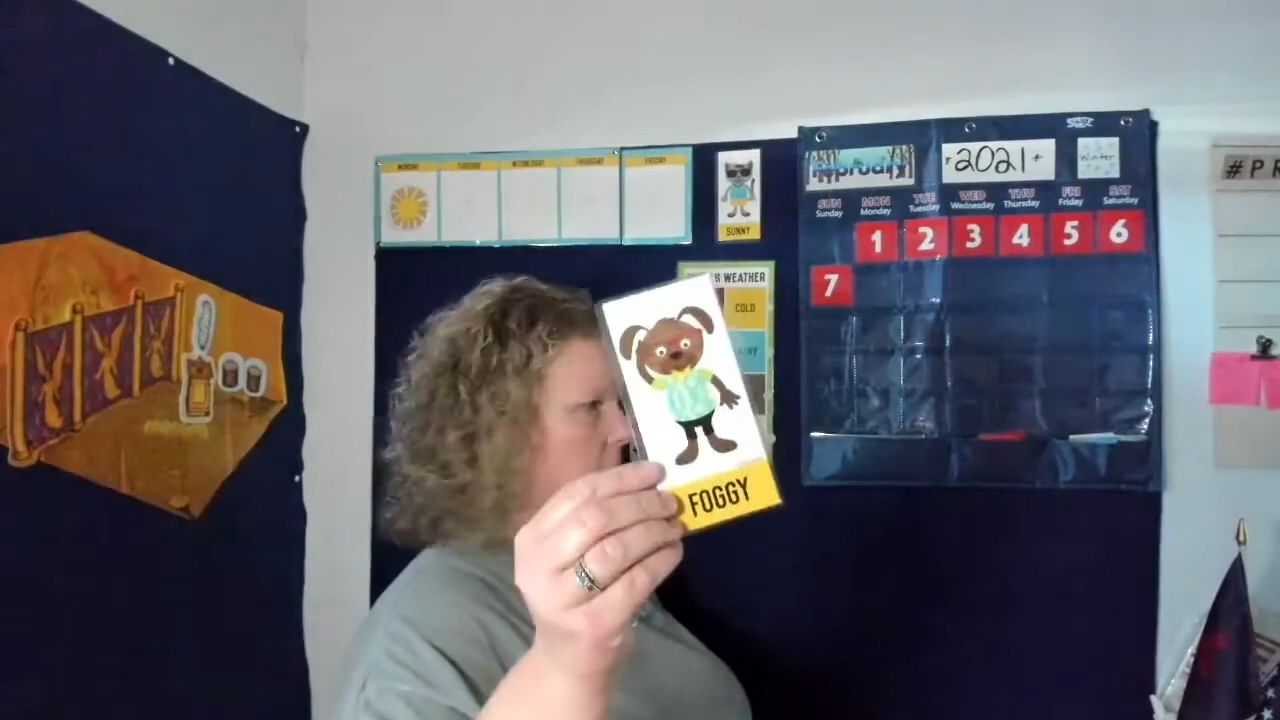 MONDAY
TUESDAY
WEDNESDAY
THURSDAY
FRIDAY
SUNNY
WEATHER
COLD
FOGGY
2021
Winter
SUN MON TUE WED THU FRI SAT
Sunday Monday Tuesday Wednesday Thursday Friday Saturday
1 2 3 4 5 6
7
#PR